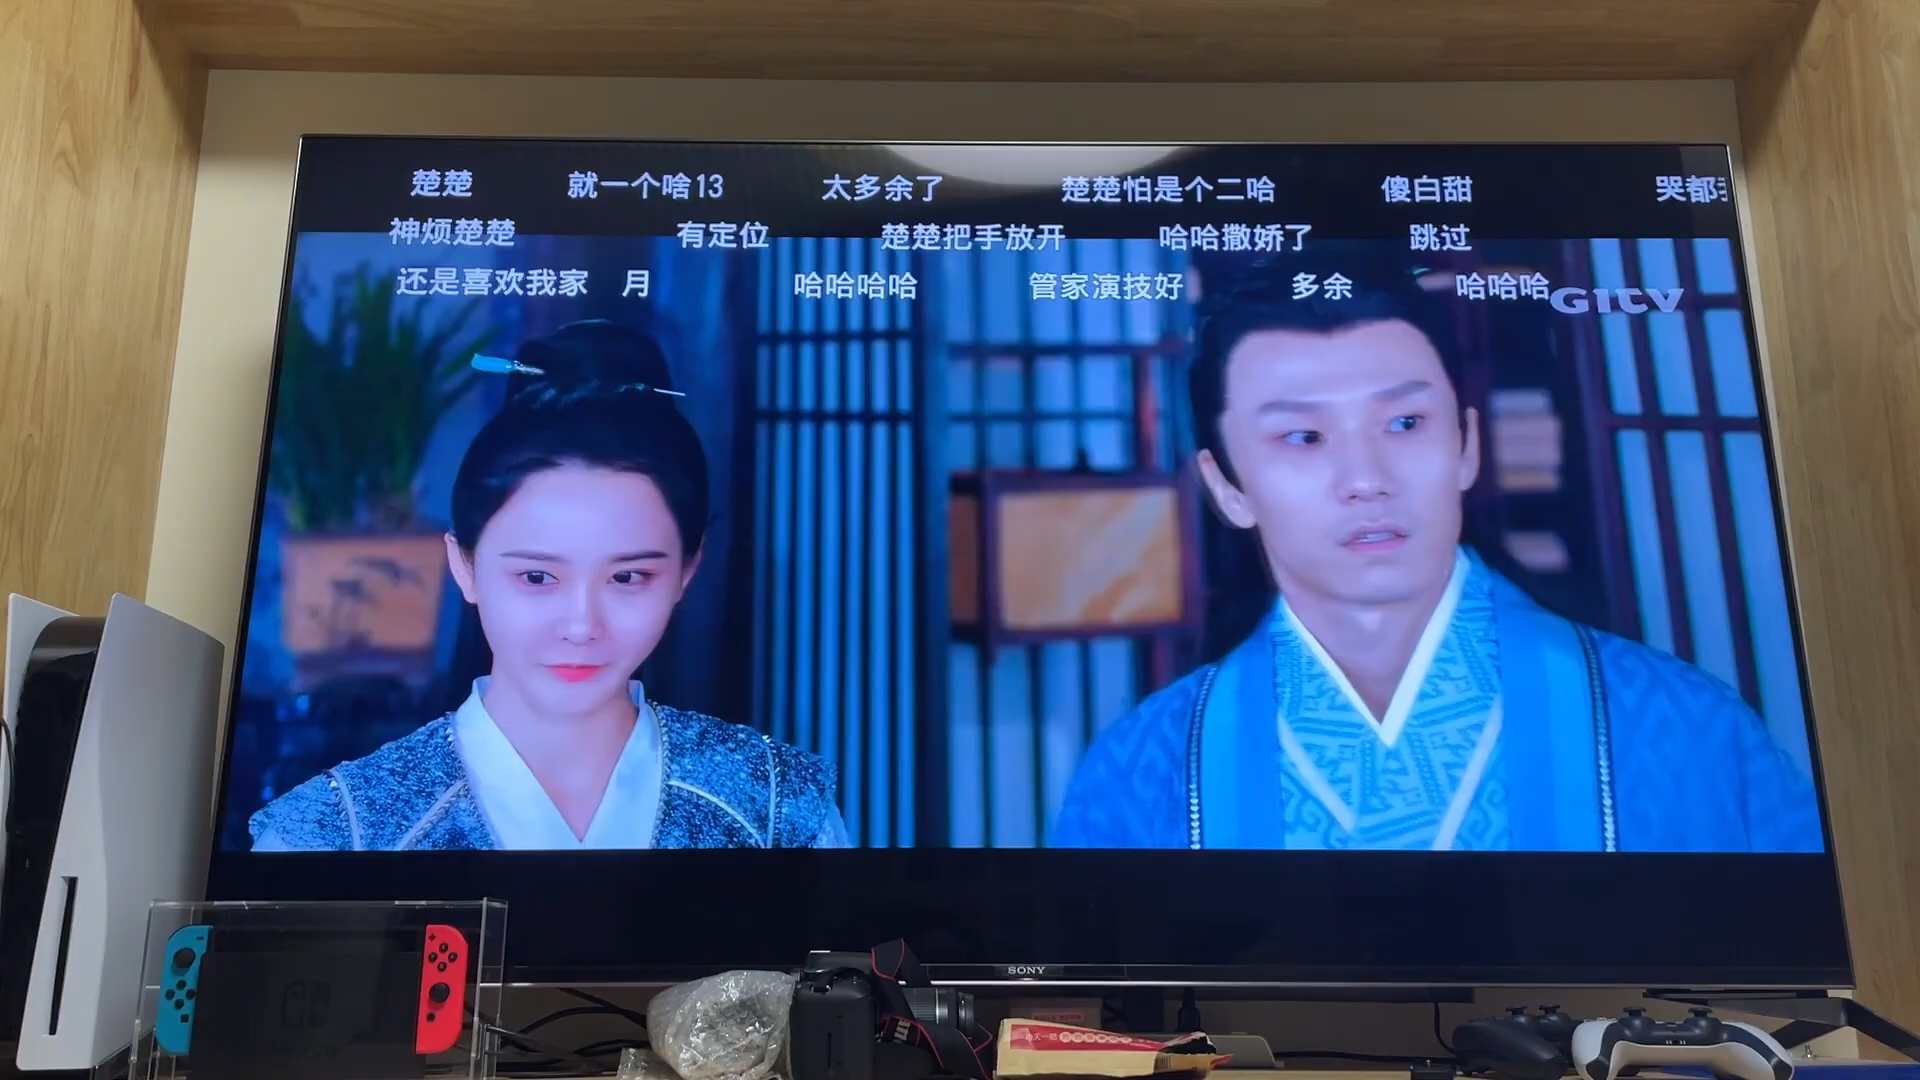 楚楚 就一个啥13 太多余了 楚楚怕是个二哈 傻白甜 哭都
神烦楚楚 有定位 楚楚把手放开 哈哈撒娇了 跳过
还是喜欢我家 月 哈哈哈哈 管家演技好 多余 哈哈哈
GITV
SONY